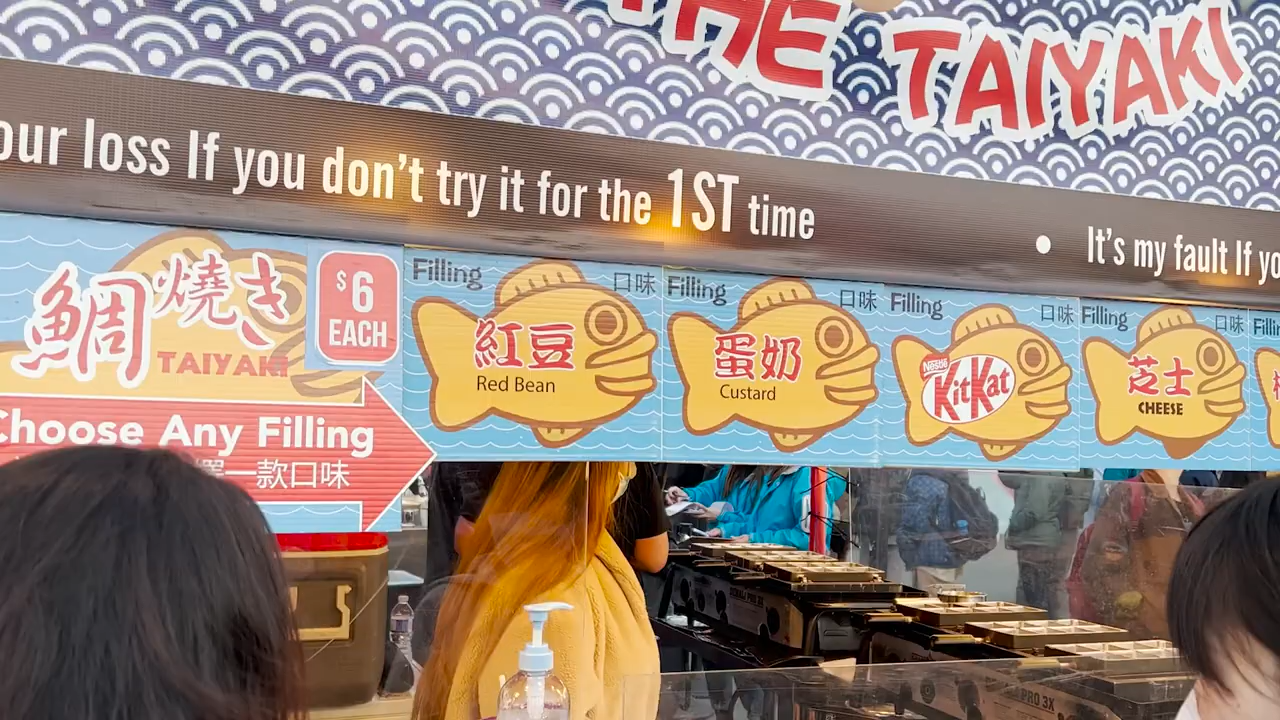 THE TAIYAKI
our loss If you don't try it for the 1ST time
• It's my fault If yo
鯛焼き
TAIYAKI
$6
EACH
Choose Any Filling
擇一款口味
Filling 口味
紅豆
Red Bean
Filling 口味
蛋奶
Custard
Filling 口味
Nestle
KitKat
Filling 口味
芝士
CHEESE
PRO 3X
PRO 3X